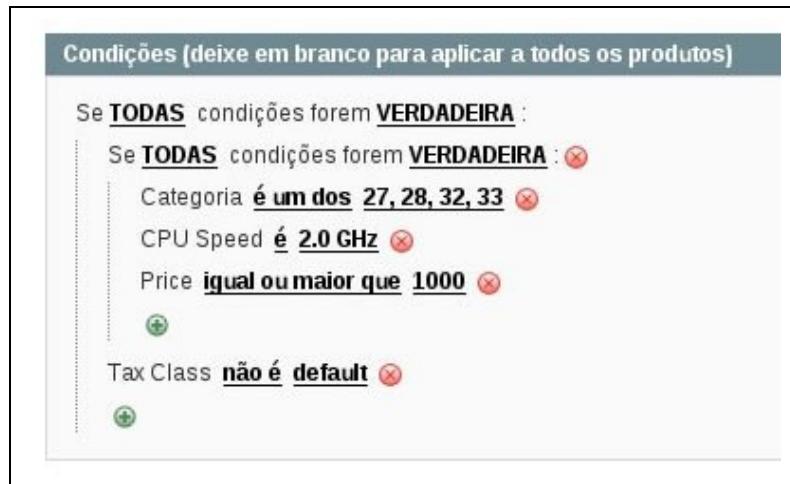 Condições (deixe em branco para aplicar a todos os produtos)
Se TODAS condições forem VERDADEIRA :
Se TODAS condições forem VERDADEIRA :
Categoria é um dos 27, 28, 32, 33
CPU Speed é 2.0 GHz
Price igual ou maior que 1000
Tax Class não é default